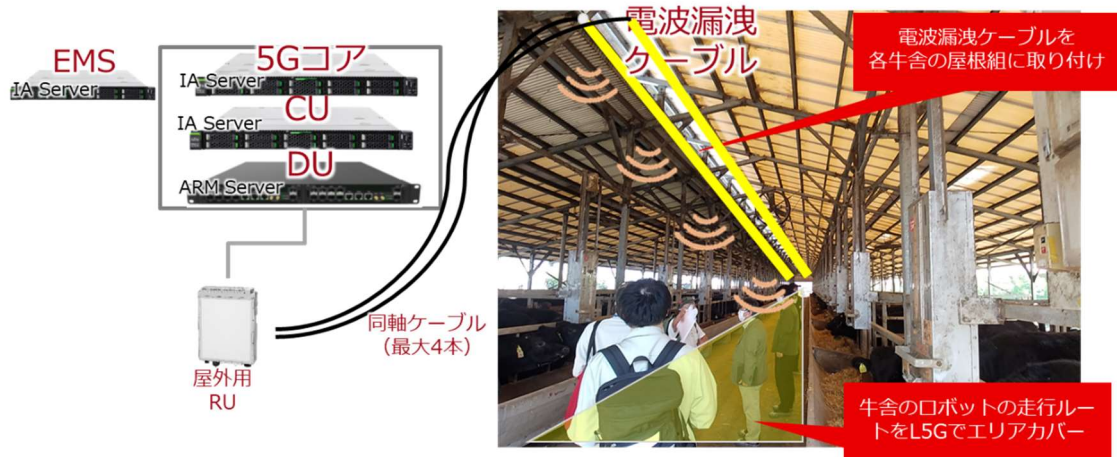 EMS
IA Server
5Gコア
IA Server
CU
IA Server
DU
ARM Server
屋外用
RU
同軸ケーブル
(最大4本)
電波漏洩
ケーブル
電波漏洩ケーブルを
各牛舎の屋根組に取り付け
牛舎のロボットの走行ルー
トをL5Gでエリアカバー